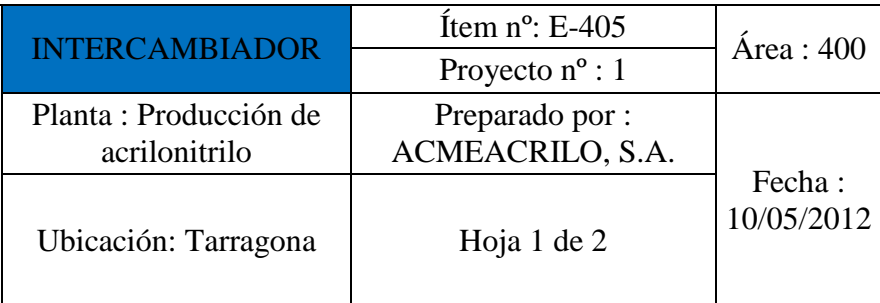 INTERCAMBIADOR
Ítem nº: E-405
Proyecto nº : 1
Área : 400
Planta : Producción de
acrilonitrilo
Preparado por :
ACMEACRILO, S.A.
Fecha :
10/05/2012
Ubicación: Tarragona
Hoja 1 de 2